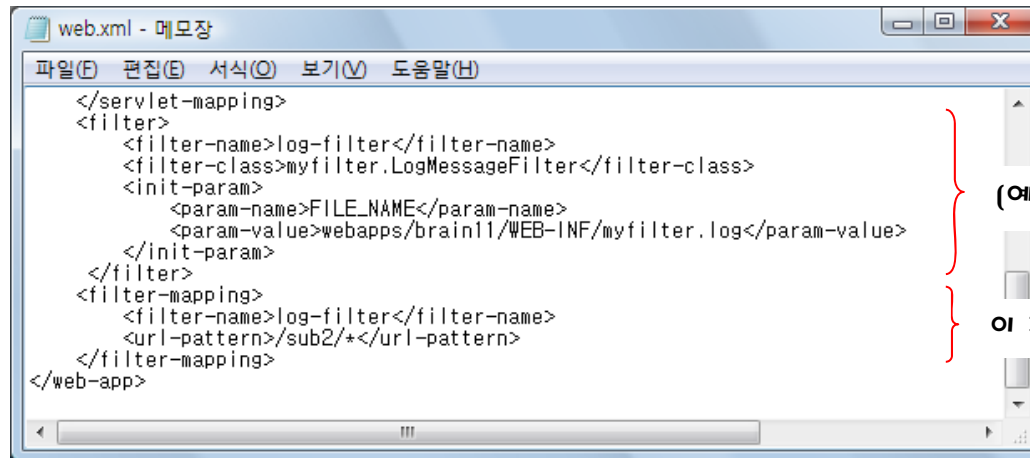 web.xml - 메모장
파일(F) 편집(E) 서식(O) 보기(V) 도움말(H)
</servlet-mapping>
<filter>
<filter-name>log-filter</filter-name>
<filter-class>myfilter.LogMessageFilter</filter-class>
<init-param>
<param-name>FILE_NAME</param-name>
<param-value>webapps/brain11/WEB-INF/myfilter.log</param-value>
</init-param>
</filter>
(예
<filter-mapping>
<filter-name>log-filter</filter-name>
<url-pattern>/sub2/*</url-pattern>
</filter-mapping>
이
</web-app>